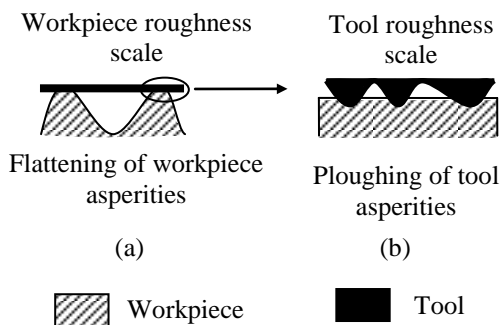 Workpiece roughness
scale
Tool roughness
scale
Flattening of workpiece
asperities
Ploughing of tool
asperities
(a)
(b)
Workpiece
Tool